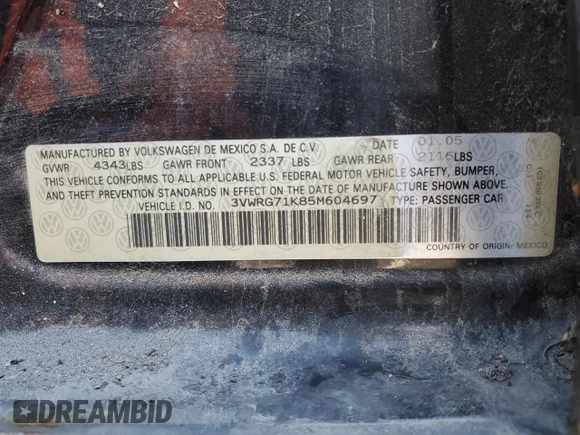 MANUFACTURED BY VOLKSWAGEN DE MEXICO S.A. DE C.V DATE 01.05
GVWR 4343LBS GAWR FRONT 2337 LBS GAWR REAR 2116LBS
THIS VEHICLE CONFORMS TO ALL APPLICABLE U.S. FEDERAL MOTOR VEHICLE SAFETY, BUMPER,
AND THEFT PREVENTION STANDARDS IN EFFECT ON THE DATE OF MANUFACTURE SHOWN ABOVE.
VEHICLE I.D. NO. 3VWRG71K85M604697 TYPE: PASSENGER CAR
COUNTRY OF ORIGIN: MEXICO
DREAMBID